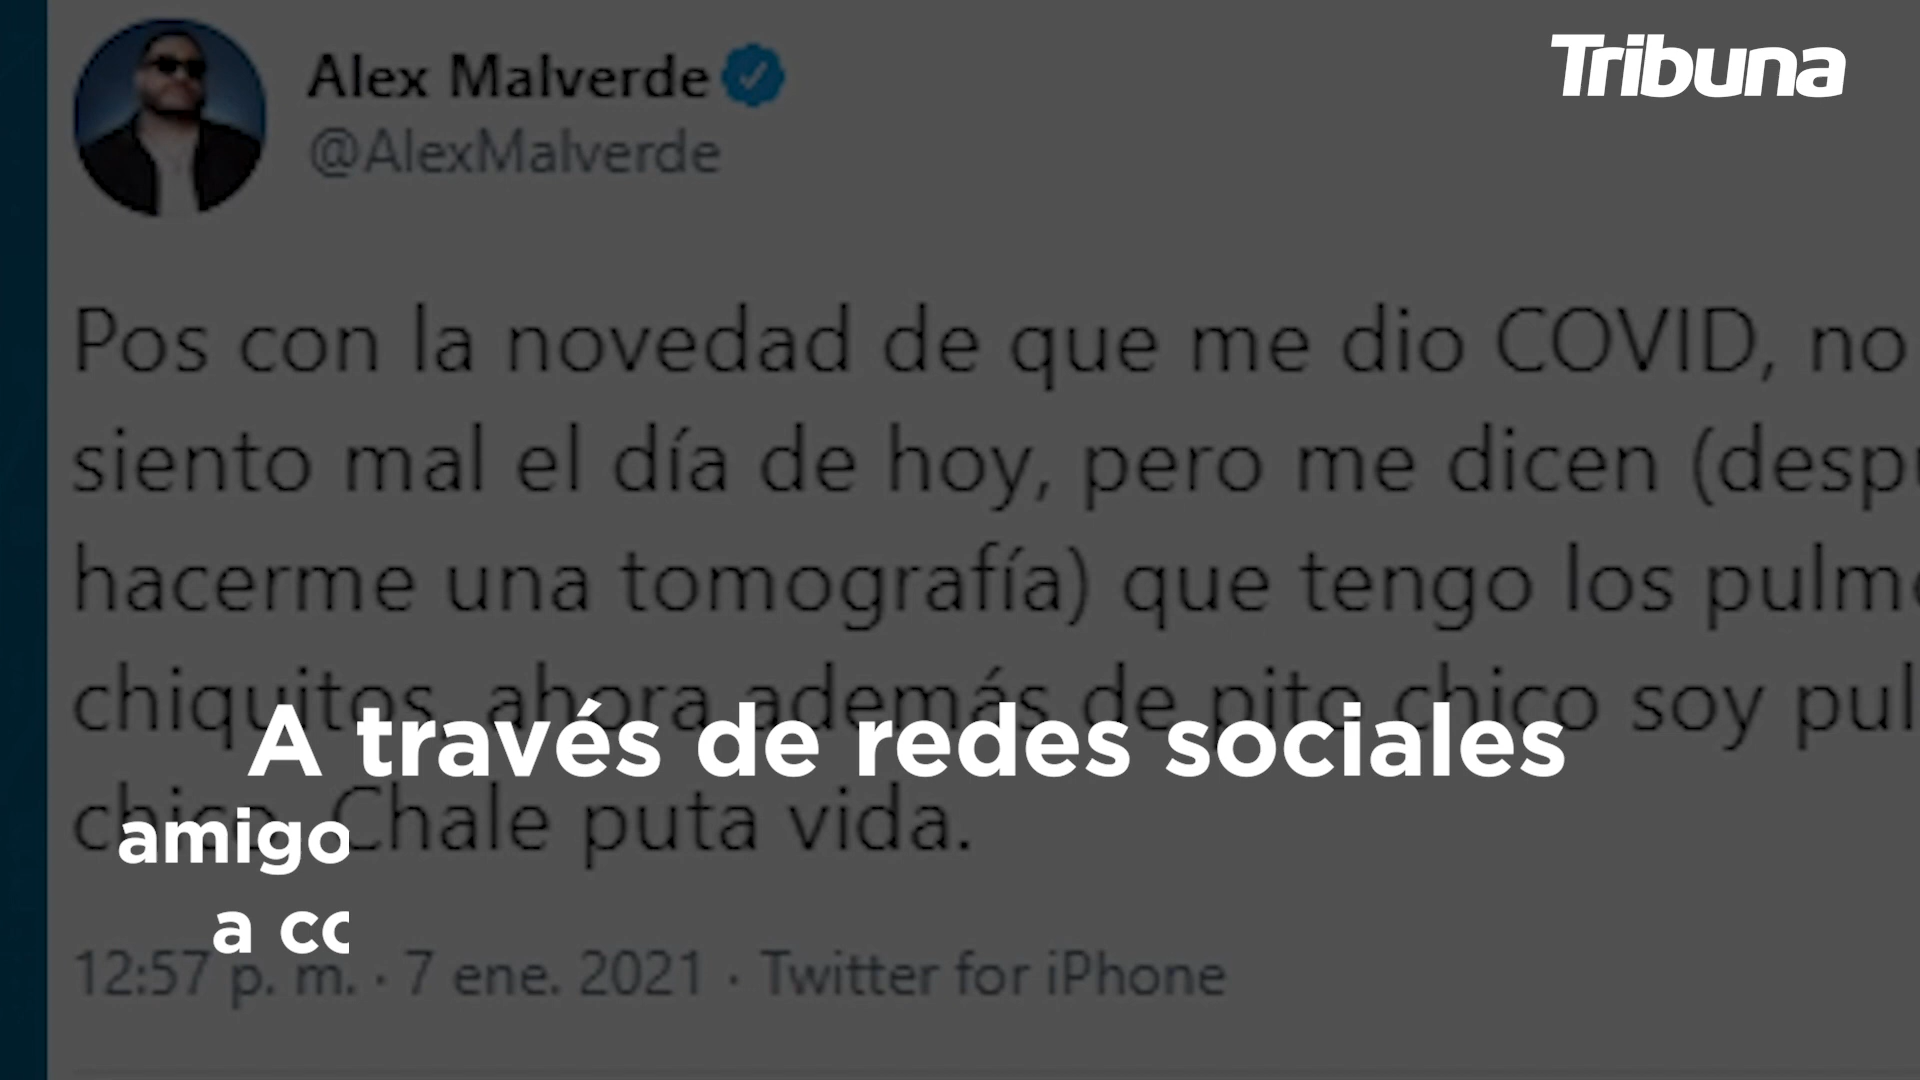 Alex Malverde
Tribuna
@AlexMalverde
Pos con la novedad de que me dio COVID, no
siento mal el día de hoy, pero me dicen (desp
hacerme una tomografía) que tengo los pulm
chiquitos, ahora además de pito chico soy pul
chico. Chale puta vida.
A través de redes sociales
amigo
a co
12:57 p. m. · 7 ene. 2021 · Twitter for iPhone